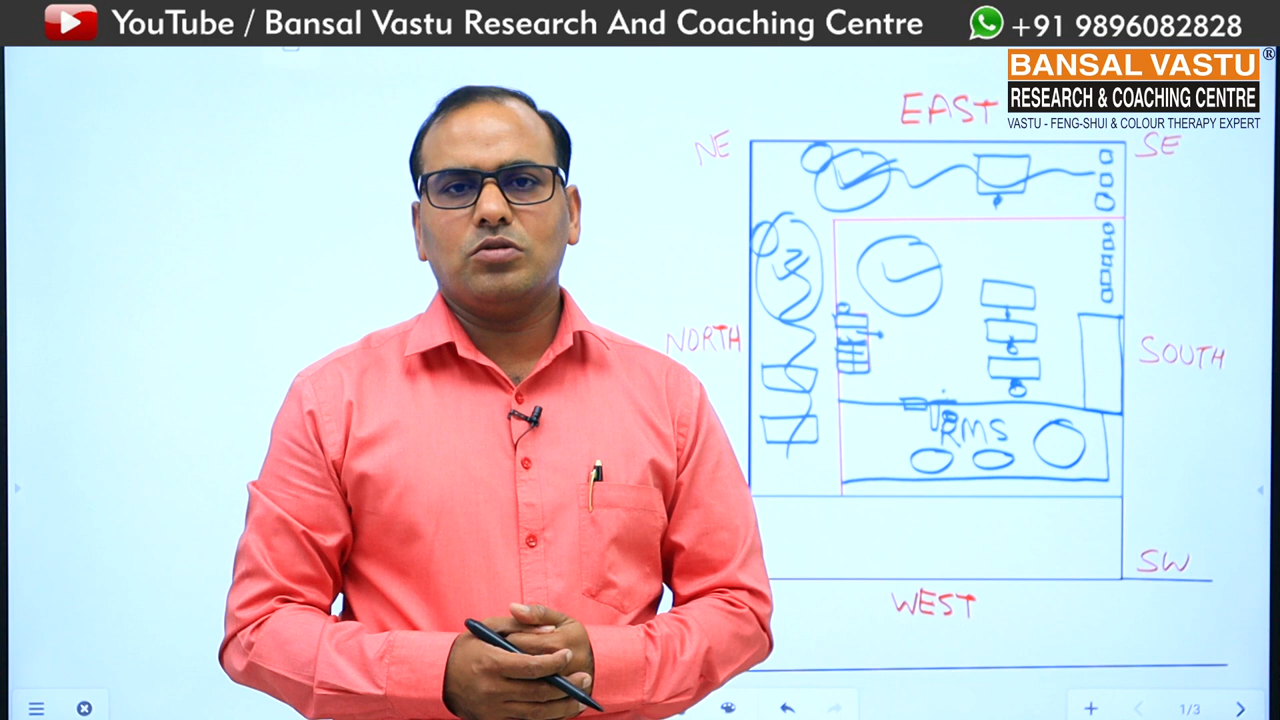 YouTube / Bansal Vastu Research And Coaching Centre
+91 9896082828
BANSAL VASTU®
RESEARCH & COACHING CENTRE
VASTU - FENG-SHUI & COLOUR THERAPY EXPERT
EAST
NE
SE
NORTH
SOUTH
RMS
SW
WEST
1/3